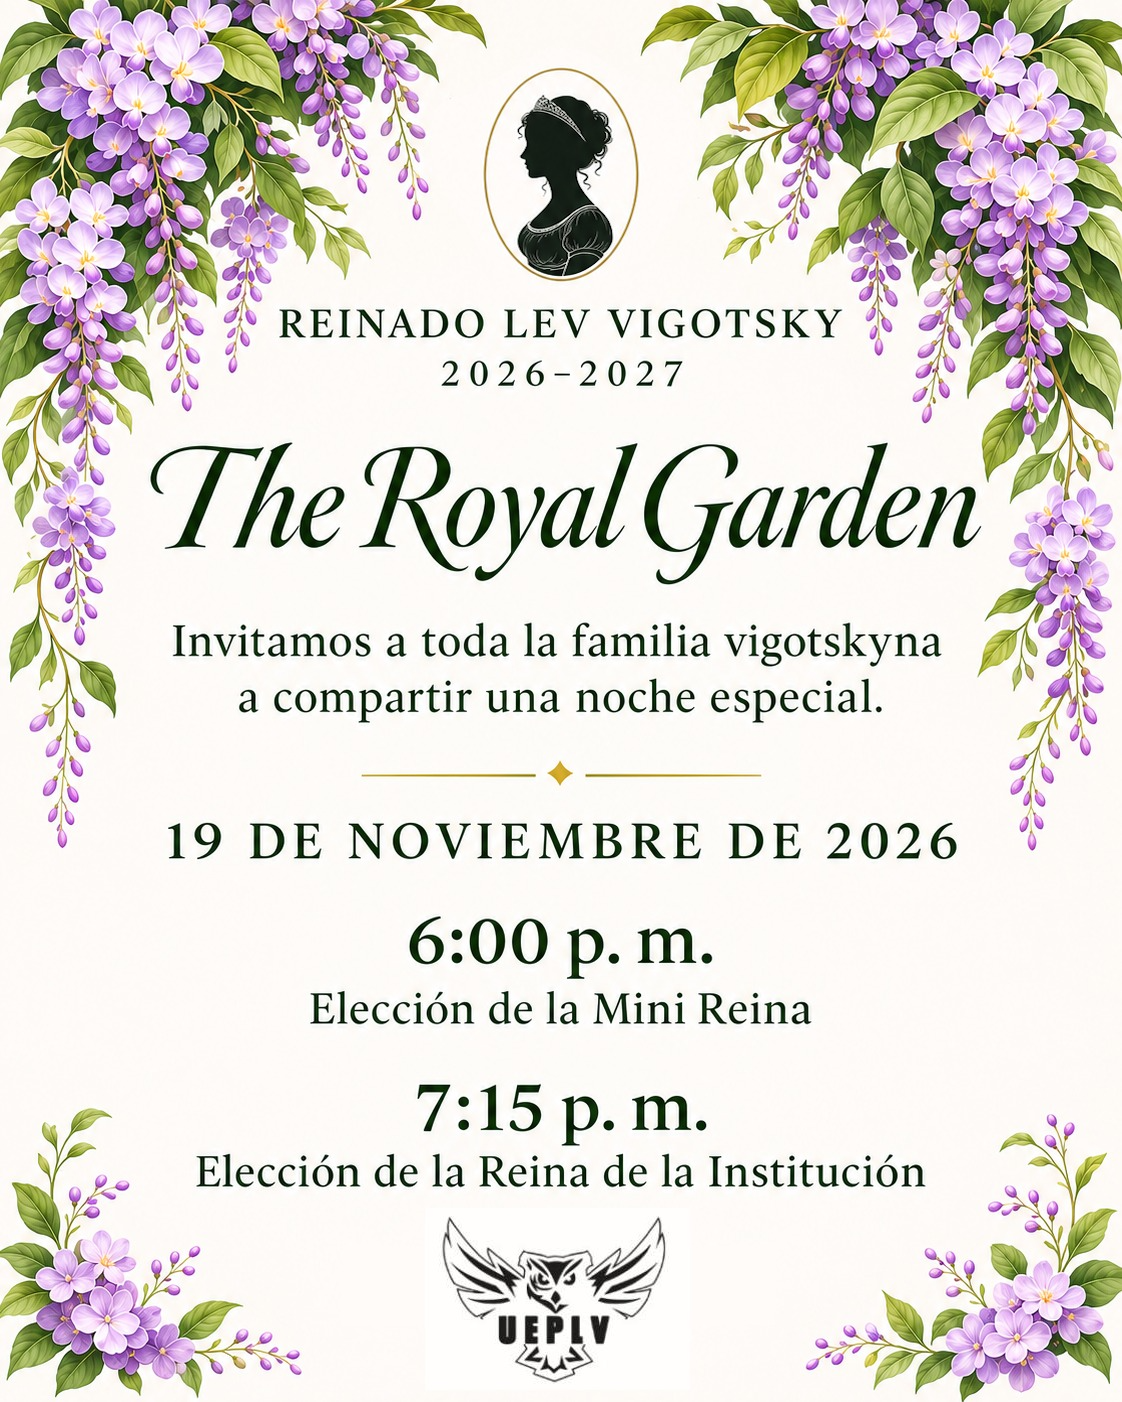 REINADO LEV VIGOTSKY
2026-2027
The Royal Garden
Invitamos a toda la familia vigotskyna
a compartir una noche especial.
19 DE NOVIEMBRE DE 2026
6:00 p. m.
Elección de la Mini Reina
7:15 p. m.
Elección de la Reina de la Institución
UEPLV